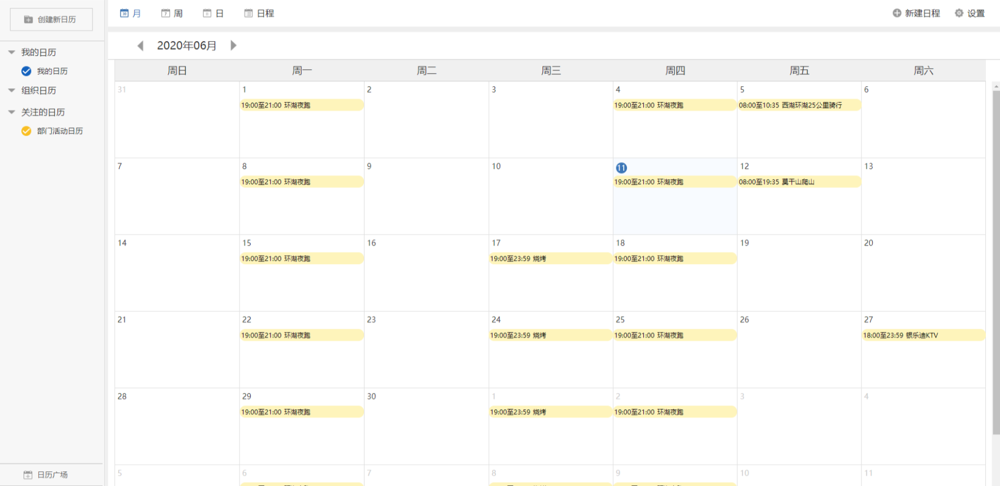 创建新日历
我的日历
我的日历
组织日历
关注的日历
部门活动日历
日历广场
月 周 日 日程 新建日程 设置
2020年06月
周日 周一 周二 周三 周四 周五 周六
31 1 2 3 4 5 6
19:00至21:00 环湖夜跑 19:00至21:00 环湖夜跑 08:00至10:35 西湖环湖25公里骑行
7 8 9 10 11 12 13
19:00至21:00 环湖夜跑 19:00至21:00 环湖夜跑 08:00至19:35 莫干山爬山
14 15 16 17 18 19 20
19:00至21:00 环湖夜跑 19:00至23:59 烧烤 19:00至21:00 环湖夜跑
21 22 23 24 25 26 27
19:00至21:00 环湖夜跑 19:00至23:59 烧烤 19:00至21:00 环湖夜跑 18:00至23:59 银乐迪KTV
28 29 30 1 2 3 4
19:00至21:00 环湖夜跑 19:00至23:59 烧烤 19:00至21:00 环湖夜跑
5 6 7 8 9 10 11